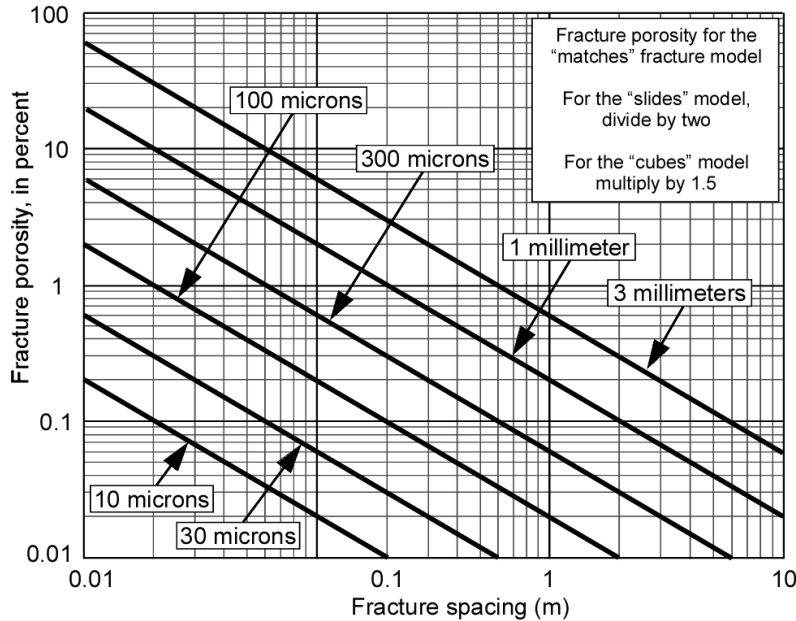 100
10
1
0.1
0.01
Fracture porosity, in percent
Fracture porosity for the
“matches” fracture model
For the “slides” model,
divide by two
For the “cubes” model
multiply by 1.5
100 microns
300 microns
1 millimeter
3 millimeters
10 microns
30 microns
0.01
0.1
1
10
Fracture spacing (m)